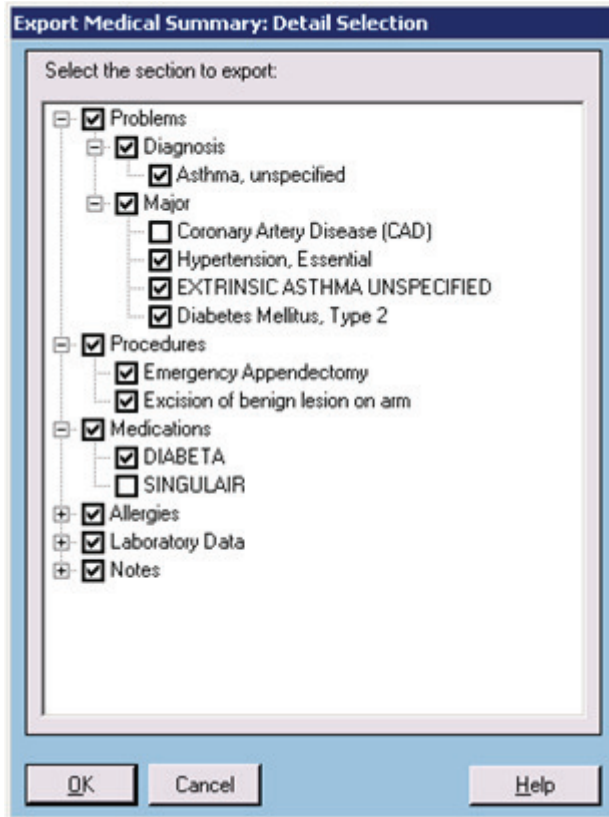 Export Medical Summary: Detail Selection
Select the section to export:
Problems
Diagnosis
Asthma, unspecified
Major
Coronary Artery Disease (CAD)
Hypertension, Essential
EXTRINSIC ASTHMA UNSPECIFIED
Diabetes Mellitus, Type 2
Procedures
Emergency Appendectomy
Excision of benign lesion on arm
Medications
DIABETA
SINGULAIR
Allergies
Laboratory Data
Notes
OK Cancel Help